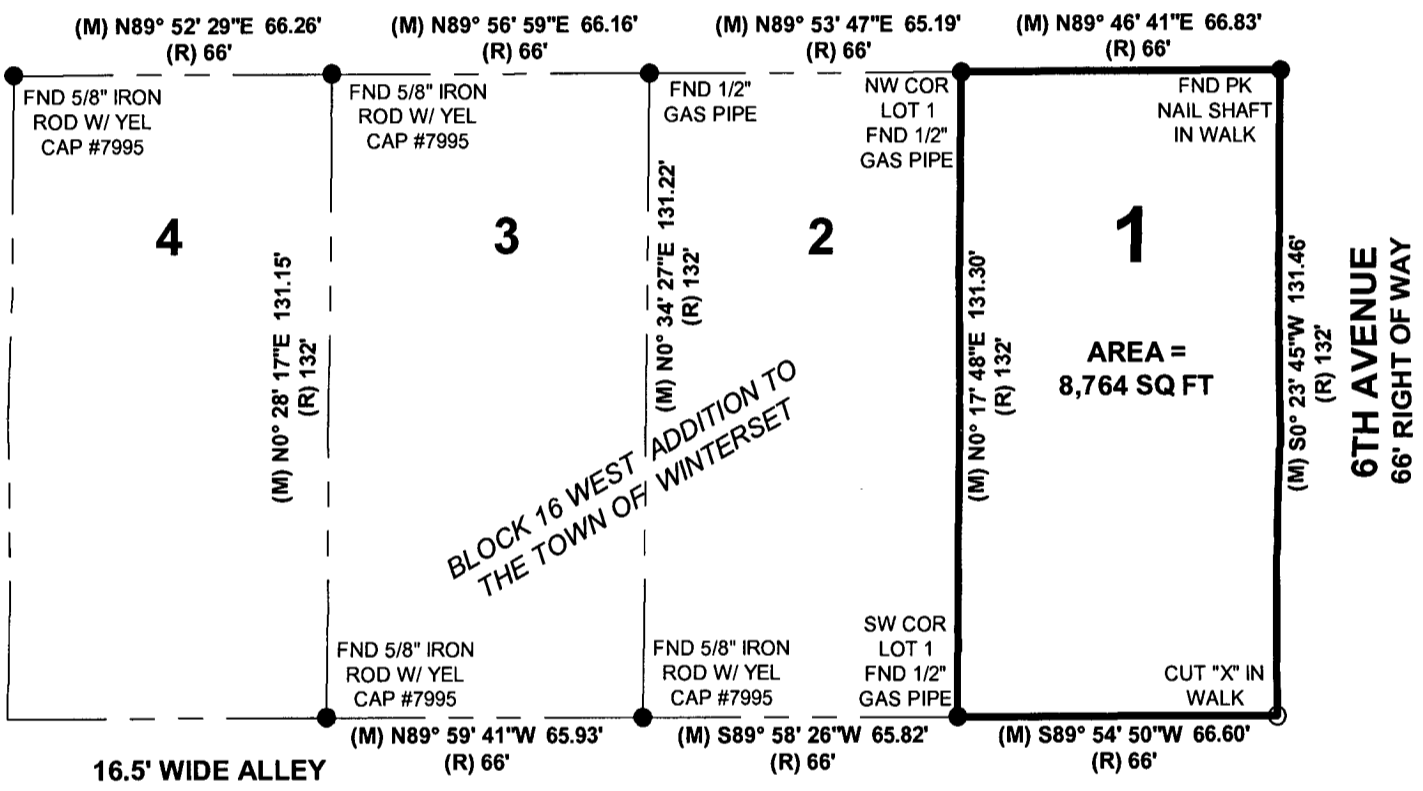 (M) N89° 52' 29"E 66.26'
(R) 66'
(M) N89° 56' 59"E 66.16'
(R) 66'
(M) N89° 53' 47"E 65.19'
(R) 66'
(M) N89° 46' 41"E 66.83'
(R) 66'
FND 5/8" IRON
ROD W/ YEL
CAP #7995
FND 5/8" IRON
ROD W/ YEL
CAP #7995
FND 1/2"
GAS PIPE
NW COR
LOT 1
FND 1/2"
GAS PIPE
FND PK
NAIL SHAFT
IN WALK
4
3
2
1
(M) N0° 28' 17"E 131.15'
(R) 132'
(M) N0° 34' 27"E 131.22'
(R) 132'
(M) N0° 17' 48"E 131.30'
(R) 132'
AREA =
8,764 SQ FT
(M) S0° 23' 45"W 131.46'
(R) 132'
6TH AVENUE
66' RIGHT OF WAY
BLOCK 16 WEST ADDITION TO
THE TOWN OF WINTERSET
FND 5/8" IRON
ROD W/ YEL
CAP #7995
FND 5/8" IRON
ROD W/ YEL
CAP #7995
SW COR
LOT 1
FND 1/2"
GAS PIPE
CUT "X" IN
WALK
(M) N89° 59' 41"W 65.93'
(R) 66'
(M) S89° 58' 26"W 65.82'
(R) 66'
(M) S89° 54' 50"W 66.60'
(R) 66'
16.5' WIDE ALLEY